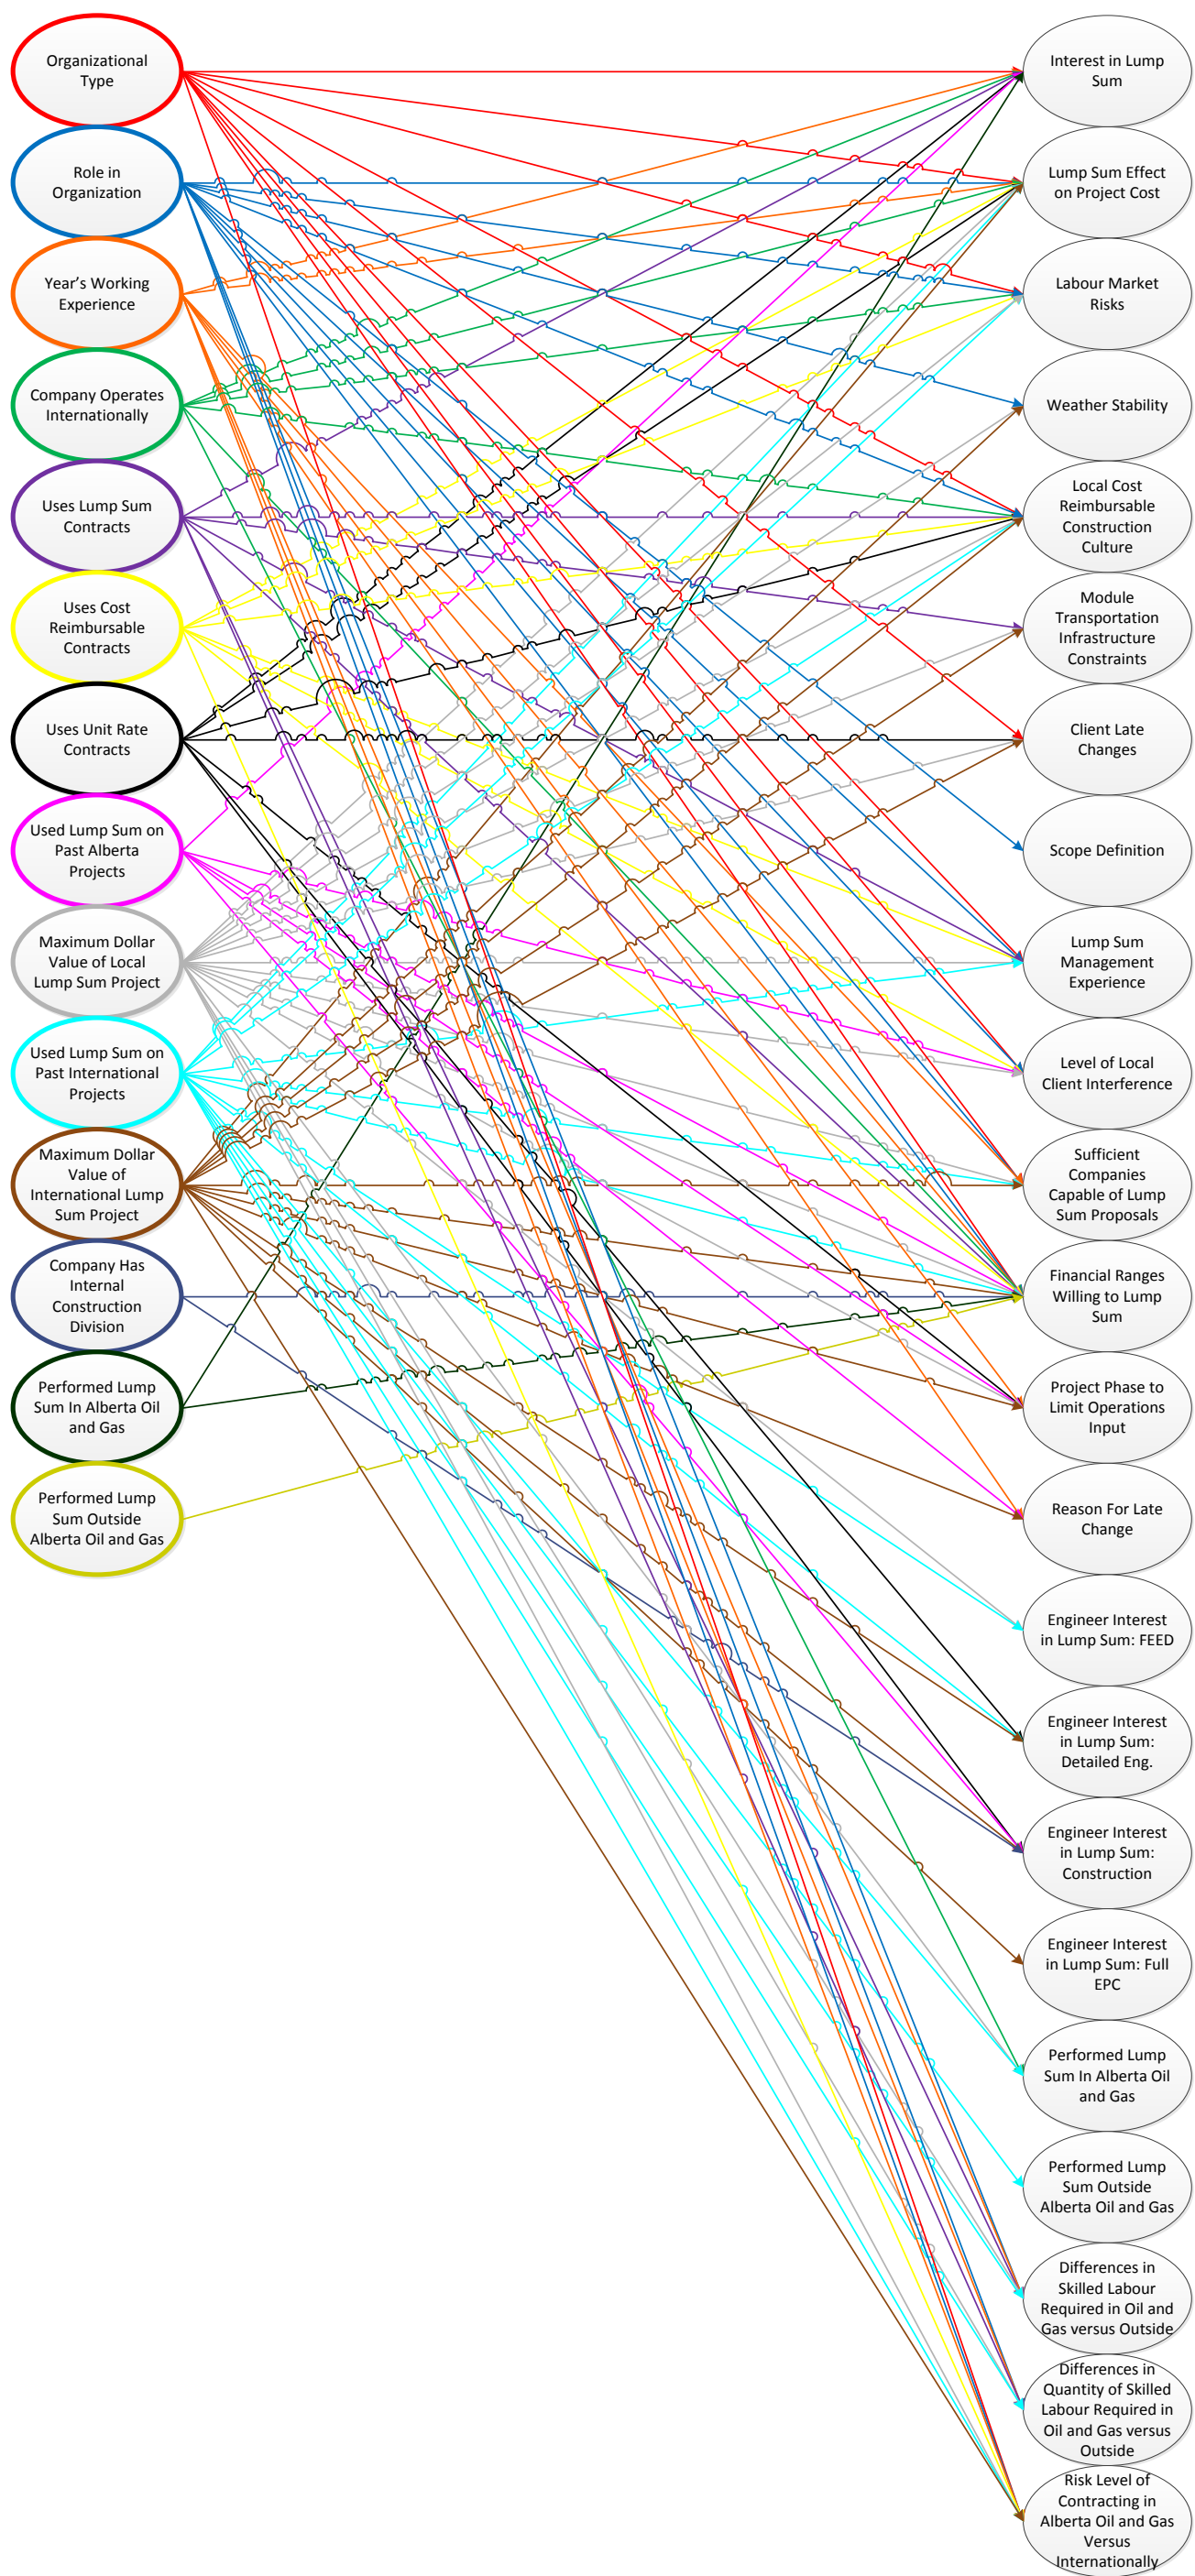 Organizational
Type
Role in
Organization
Year's Working
Experience
Company Operates
Internationally
Uses Lump Sum
Contracts
Uses Cost
Reimbursable
Contracts
Uses Unit Rate
Contracts
Used Lump Sum on
Past Alberta
Projects
Maximum Dollar
Value of Local
Lump Sum Project
Used Lump Sum on
Past International
Projects
Maximum Dollar
Value of
International Lump
Sum Project
Company Has
Internal
Construction
Division
Performed Lump
Sum In Alberta Oil
and Gas
Performed Lump
Sum Outside
Alberta Oil and Gas
Interest in Lump
Sum
Lump Sum Effect
on Project Cost
Labour Market
Risks
Weather Stability
Local Cost
Reimbursable
Construction
Culture
Module
Transportation
Infrastructure
Constraints
Client Late
Changes
Scope Definition
Lump Sum
Management
Experience
Level of Local
Client Interference
Sufficient
Companies
Capable of Lump
Sum Proposals
Financial Ranges
Willing to Lump
Sum
Project Phase to
Limit Operations
Input
Reason For Late
Change
Engineer Interest
in Lump Sum: FEED
Engineer Interest
in Lump Sum:
Detailed Eng.
Engineer Interest
in Lump Sum:
Construction
Engineer Interest
in Lump Sum: Full
EPC
Performed Lump
Sum In Alberta Oil
and Gas
Performed Lump
Sum Outside
Alberta Oil and Gas
Differences in
Skilled Labour
Required in Oil and
Gas versus Outside
Differences in
Quantity of Skilled
Labour Required in
Oil and Gas versus
Outside
Risk Level of
Contracting in
Alberta Oil and Gas
Versus
Internationally